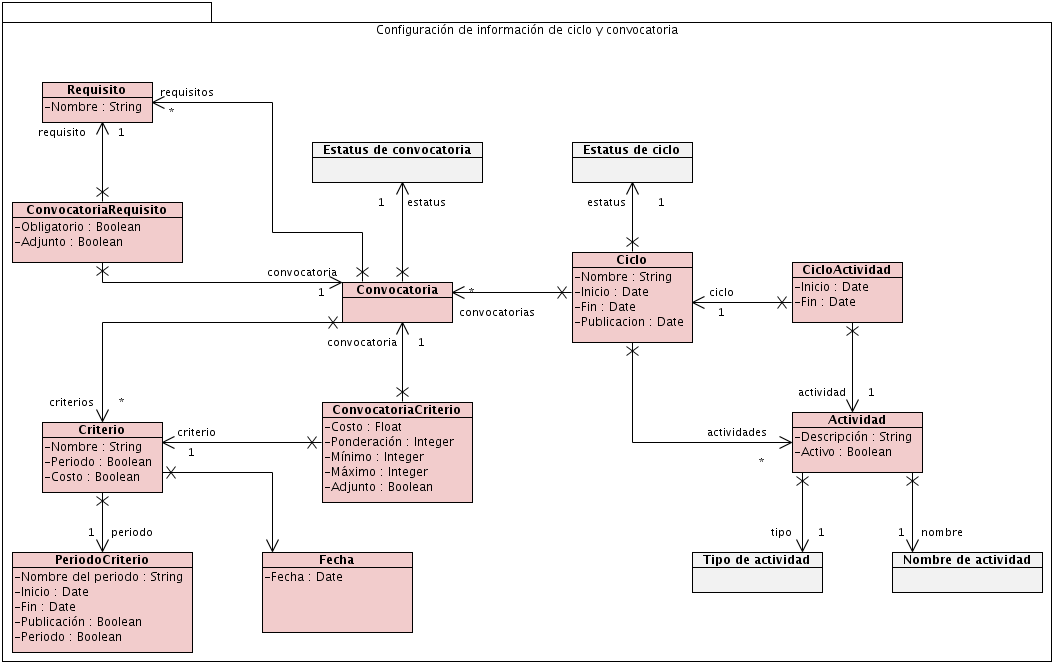 Configuración de información de ciclo y convocatoria
Requisito
-Nombre : String
requisitos
*
requisito
1
ConvocatoriaRequisito
-Obligatorio : Boolean
-Adjunto : Boolean
Estatus de convocatoria
1
estatus
Estatus de ciclo
estatus
1
convocatoria
1
Convocatoria
*
convocatorias
Ciclo
-Nombre : String
-Inicio : Date
-Fin : Date
-Publicacion : Date
ciclo
1
CicloActividad
-Inicio : Date
-Fin : Date
convocatoria
1
criterios
*
actividad
1
ConvocatoriaCriterio
-Costo : Float
-Ponderación : Integer
-Mínimo : Integer
-Máximo : Integer
-Adjunto : Boolean
Criterio
-Nombre : String
-Periodo : Boolean
-Costo : Boolean
criterio
1
actividades
*
Actividad
-Descripción : String
-Activo : Boolean
1
periodo
tipo
1
1
nombre
PeriodoCriterio
-Nombre del periodo : String
-Inicio : Date
-Fin : Date
-Publicación : Boolean
-Periodo : Boolean
Fecha
-Fecha : Date
Tipo de actividad
Nombre de actividad